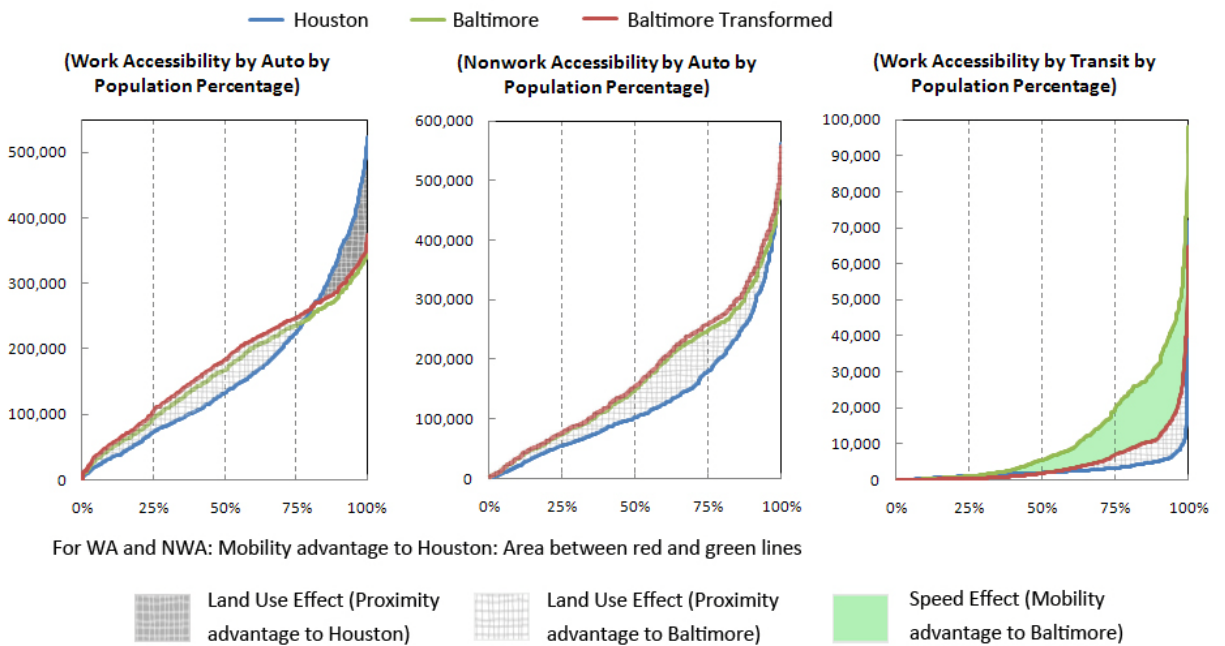 Houston Baltimore Baltimore Transformed
(Work Accessibility by Auto by
Population Percentage)
500,000
400,000
300,000
200,000
100,000
0
0% 25% 50% 75% 100%
(Nonwork Accessibility by Auto by
Population Percentage)
600,000
500,000
400,000
300,000
200,000
100,000
0
0% 25% 50% 75% 100%
(Work Accessibility by Transit by
Population Percentage)
100,000
90,000
80,000
70,000
60,000
50,000
40,000
30,000
20,000
10,000
0
0% 25% 50% 75% 100%
For WA and NWA: Mobility advantage to Houston: Area between red and green lines
Land Use Effect (Proximity
advantage to Houston)
Land Use Effect (Proximity
advantage to Baltimore)
Speed Effect (Mobility
advantage to Baltimore)